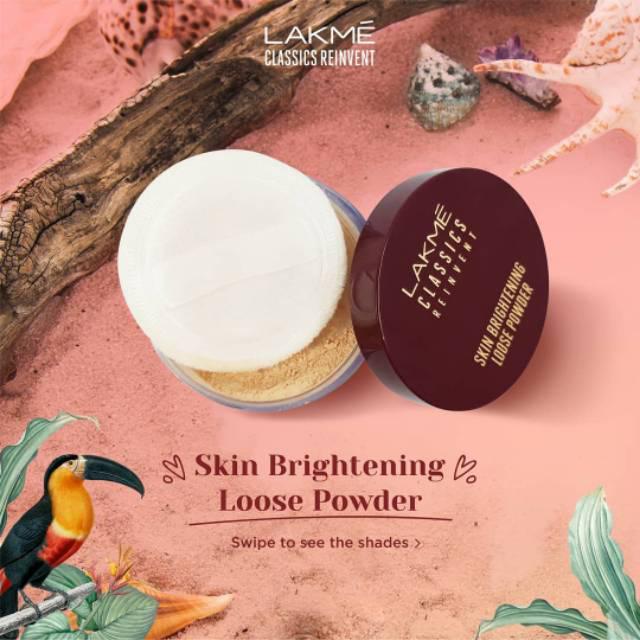 LAKMÉ
CLASSICS REINVENT
LAKMÉ
CLASSICS
REINVENT
SKIN BRIGHTENING
LOOSE POWDER
Skin Brightening
Loose Powder
Swipe to see the shades >